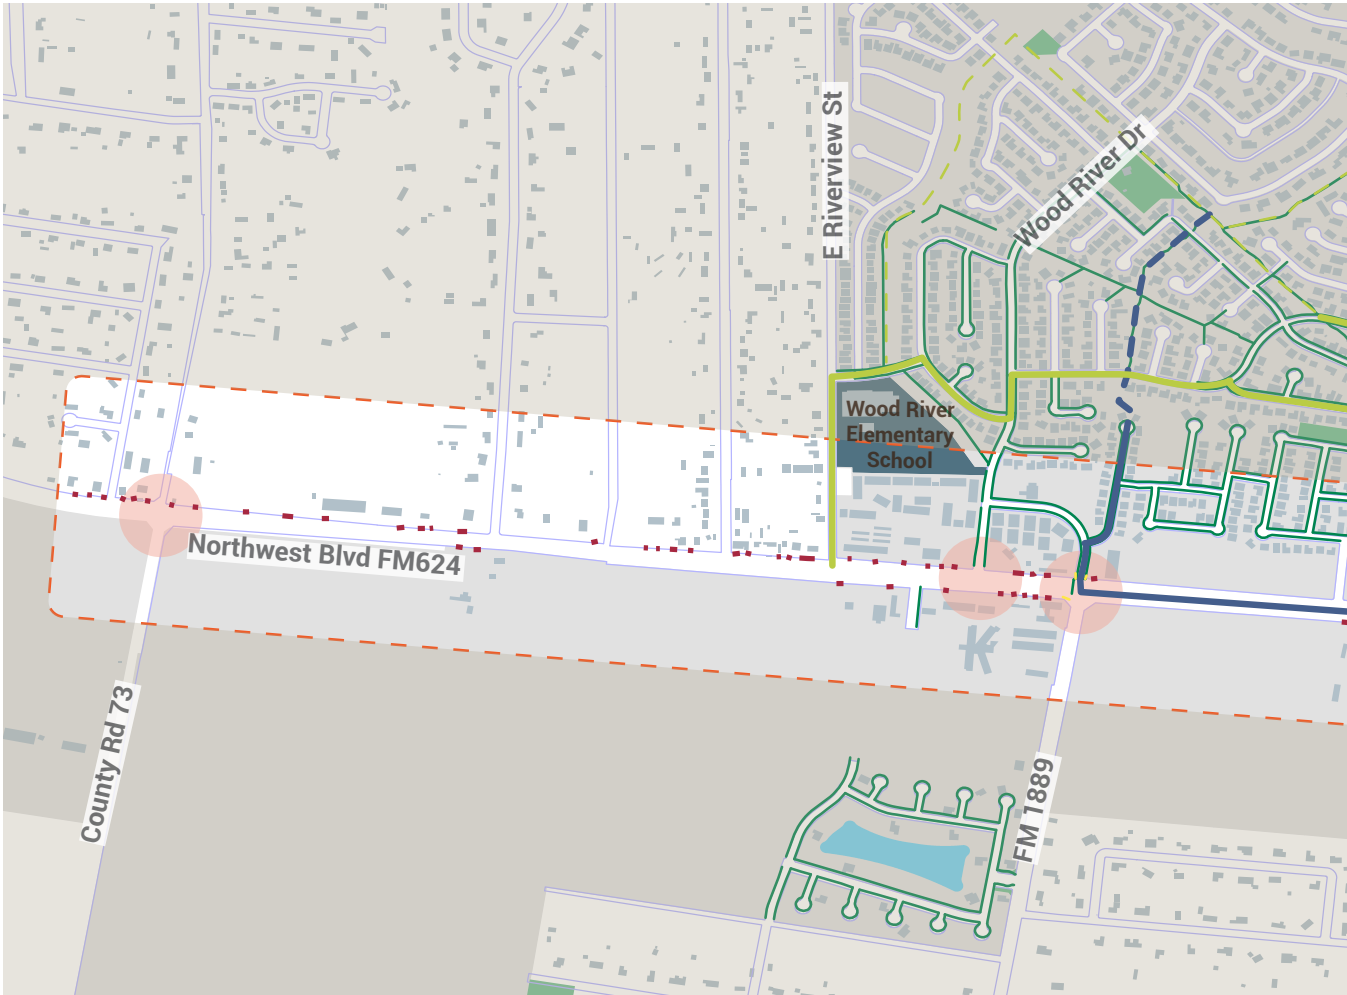 E Riverview St
Wood River Dr
Wood River
Elementary
School
Northwest Blvd FM624
County Rd 73
FM 1889